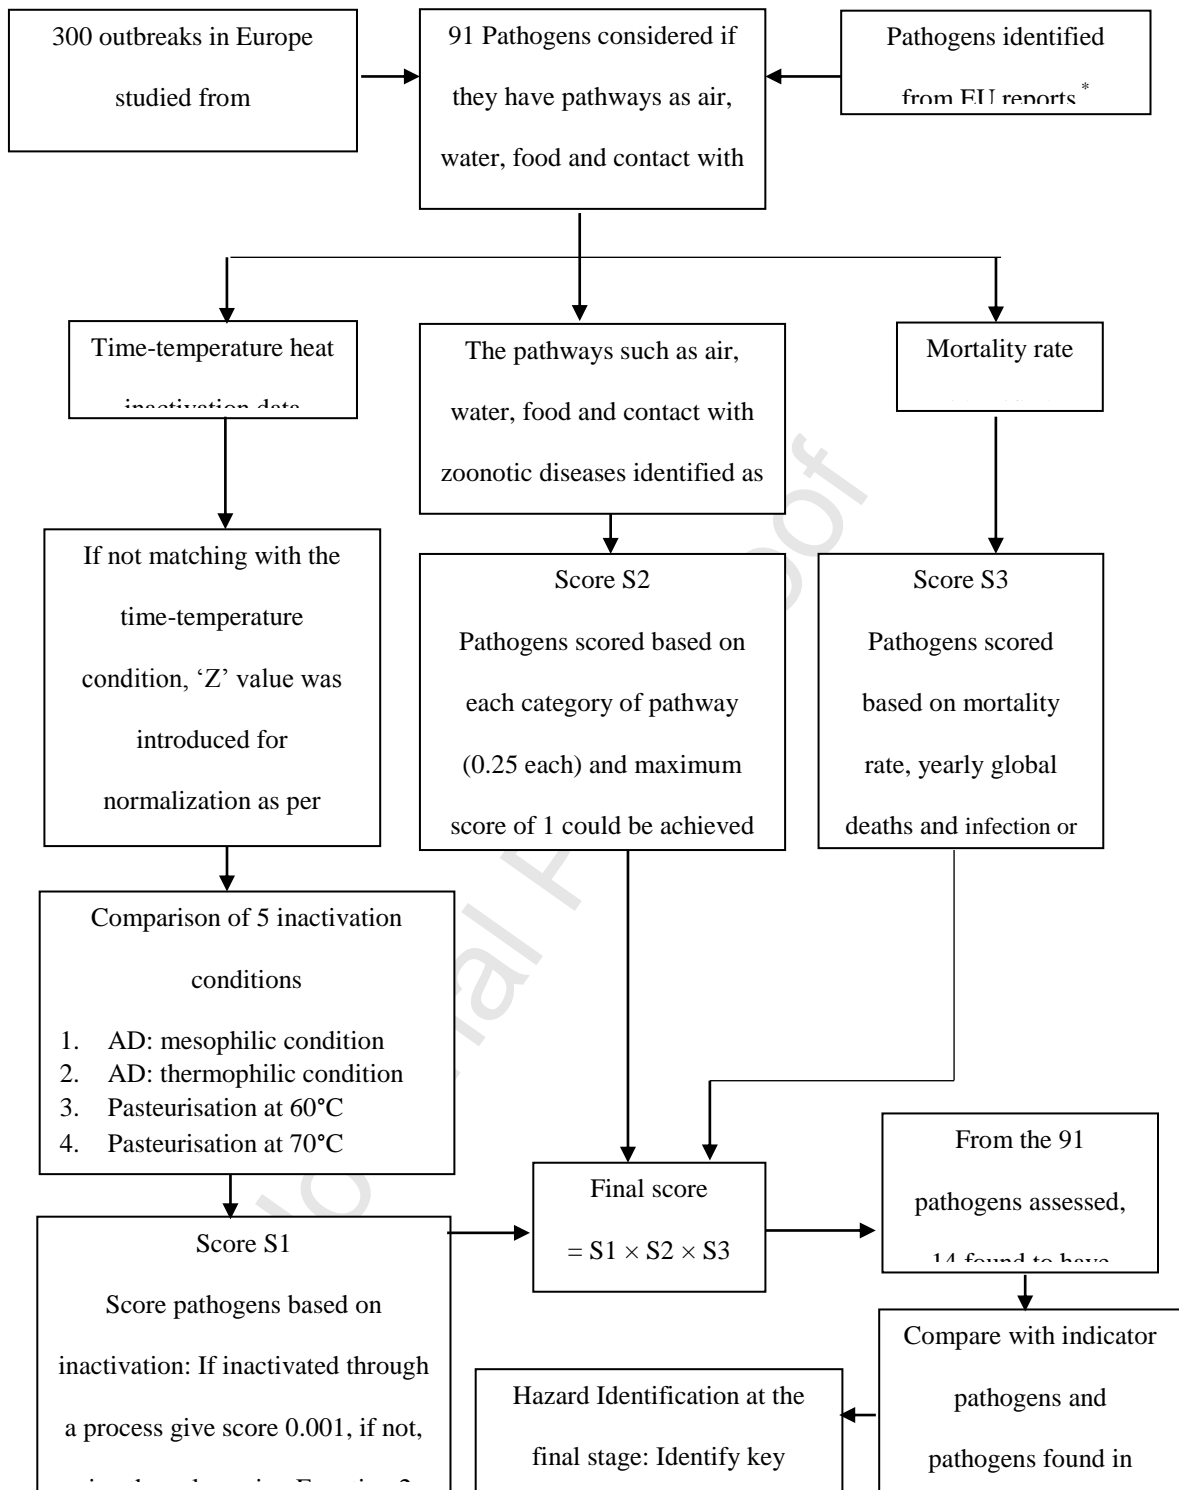 300 outbreaks in Europe
studied from
91 Pathogens considered if
they have pathways as air,
water, food and contact with
Pathogens identified
from EU reports *
Time-temperature heat
inactivation data
The pathways such as air,
water, food and contact with
zoonotic diseases identified as
Mortality rate
If not matching with the
time-temperature
condition, ‘Z’ value was
introduced for
normalization as per
Score S2
Pathogens scored based on
each category of pathway
(0.25 each) and maximum
score of 1 could be achieved
Score S3
Pathogens scored
based on mortality
rate, yearly global
deaths and infection or
Comparison of 5 inactivation
conditions
1. AD: mesophilic condition
2. AD: thermophilic condition
3. Pasteurisation at 60°C
4. Pasteurisation at 70°C
Score S1
Score pathogens based on
inactivation: If inactivated through
a process give score 0.001, if not,
Final score
= S1 × S2 × S3
From the 91
pathogens assessed,
14 found to have
Compare with indicator
pathogens and
pathogens found in
Hazard Identification at the
final stage: Identify key